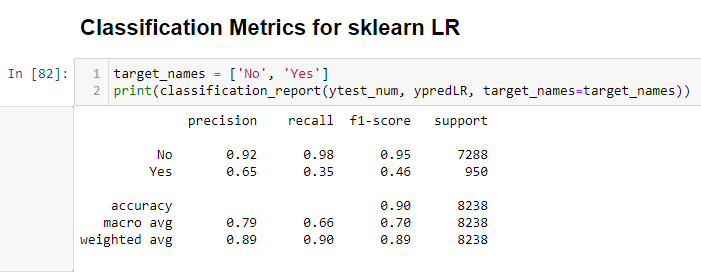 Classification Metrics for sklearn LR
In [82]:
1 target_names = ['No', 'Yes']
2 print(classification_report(ytest_num, ypredLR, target_names=target_names))
precision recall f1-score support
No 0.92 0.98 0.95 7288
Yes 0.65 0.35 0.46 950
accuracy 0.90 8238
macro avg 0.79 0.66 0.70 8238
weighted avg 0.89 0.90 0.89 8238